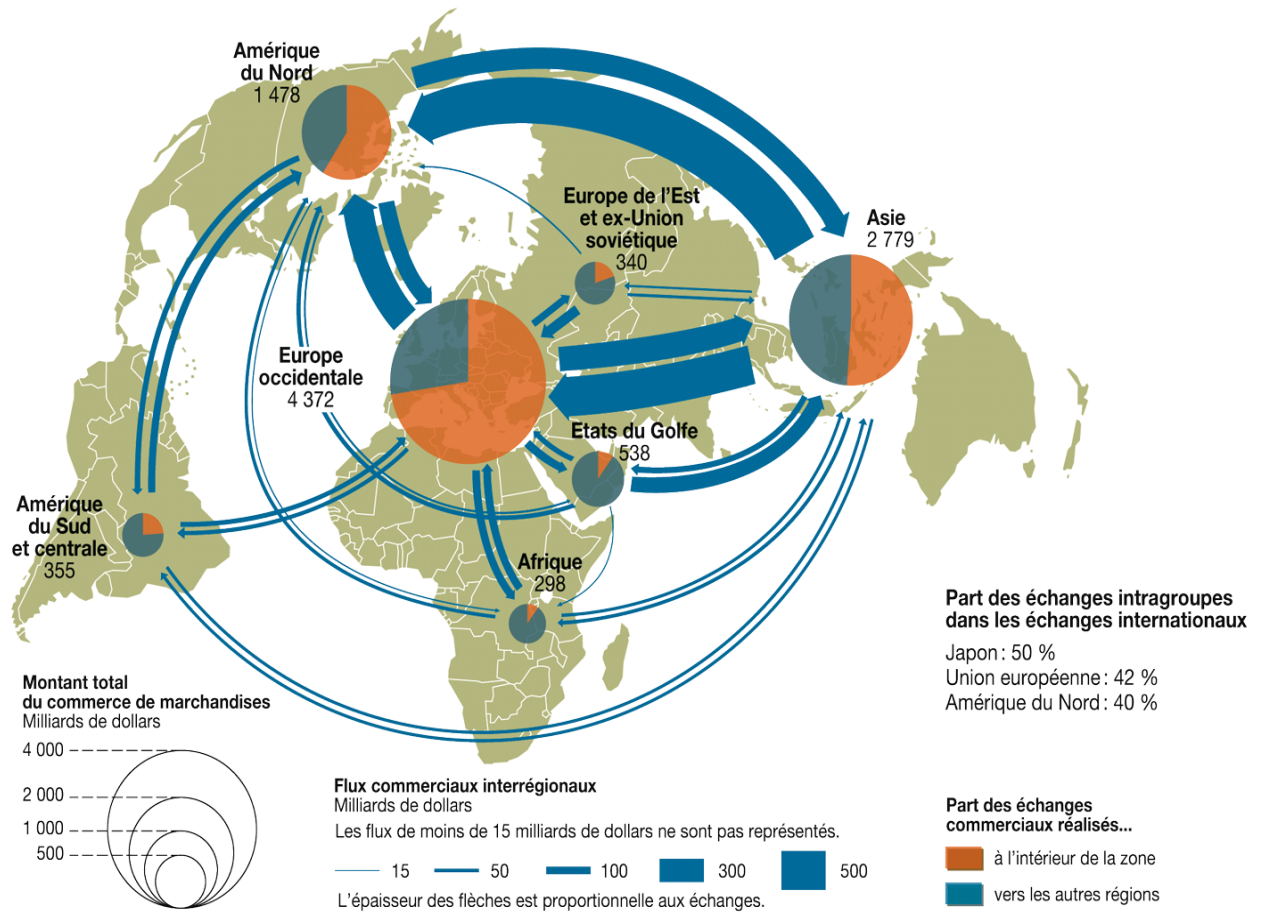 Amérique
du Nord
1 478
Europe de l'Est
et ex-Union
soviétique
340
Asie
2 779
Europe
occidentale
4 372
Etats du Golfe
538
Amérique
du Sud
et centrale
355
Afrique
298
Part des échanges intragroupes
dans les échanges internationaux
Japon : 50 %
Union européenne : 42 %
Amérique du Nord : 40 %
Montant total
du commerce de marchandises
Milliards de dollars
4 000
2 000
1 000
500
Flux commerciaux interrégionaux
Milliards de dollars
Les flux de moins de 15 milliards de dollars ne sont pas représentés.
15 50 100 300 500
L'épaisseur des flèches est proportionnelle aux échanges.
Part des échanges
commerciaux réalisés...
à l'intérieur de la zone
vers les autres régions